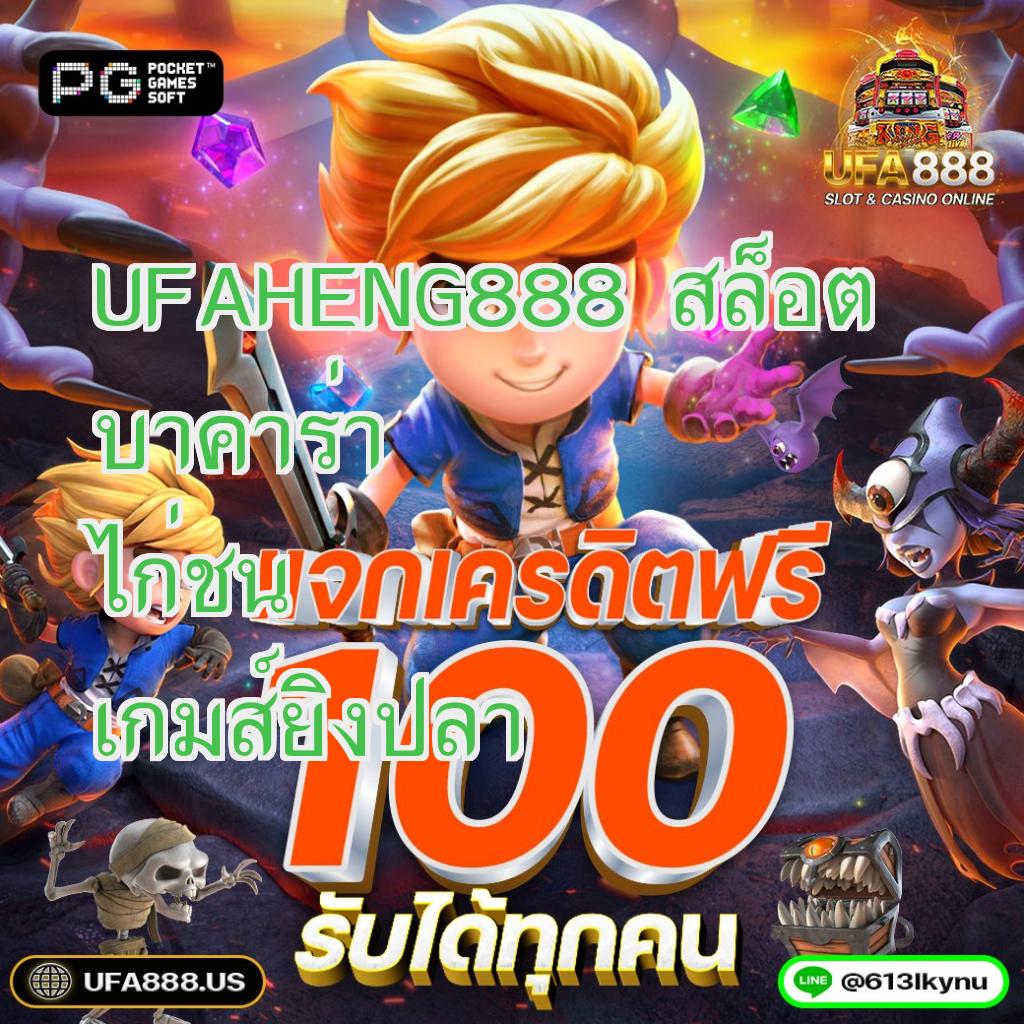 PG POCKET GAMES SOFT™
UFA888
SLOT & CASINO ONLINE
UFAHENG888 สล็อต
บาคาร่า
ไก่ชน
แจกเครดิตฟรี
เกมส์ยิงปลา
100
รับได้ทุกคน
UFA888.US
LINE @613lkynu